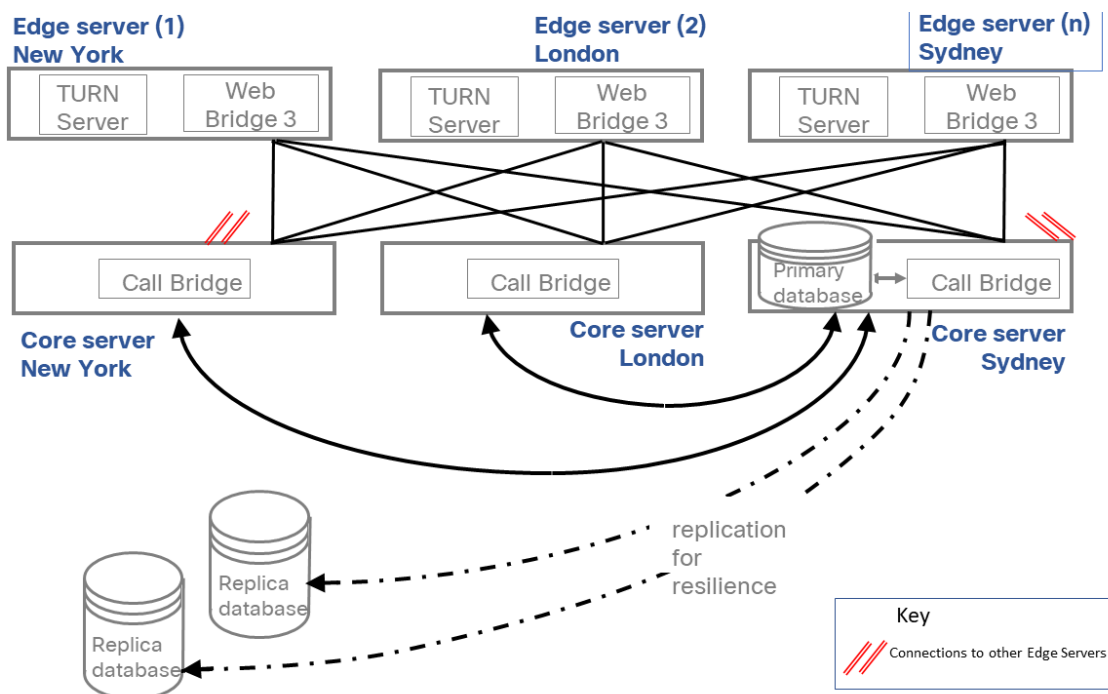 Edge server (1)
New York
Edge server (2)
London
Edge server (n)
Sydney
TURN
Server
Web
Bridge 3
TURN
Server
Web
Bridge 3
TURN
Server
Web
Bridge 3
Call Bridge
Call Bridge
Primary
database
Call Bridge
Core server
New York
Core server
London
Core server
Sydney
replication
for
resilience
Replica
database
Replica
database
Key
Connections to other Edge Servers